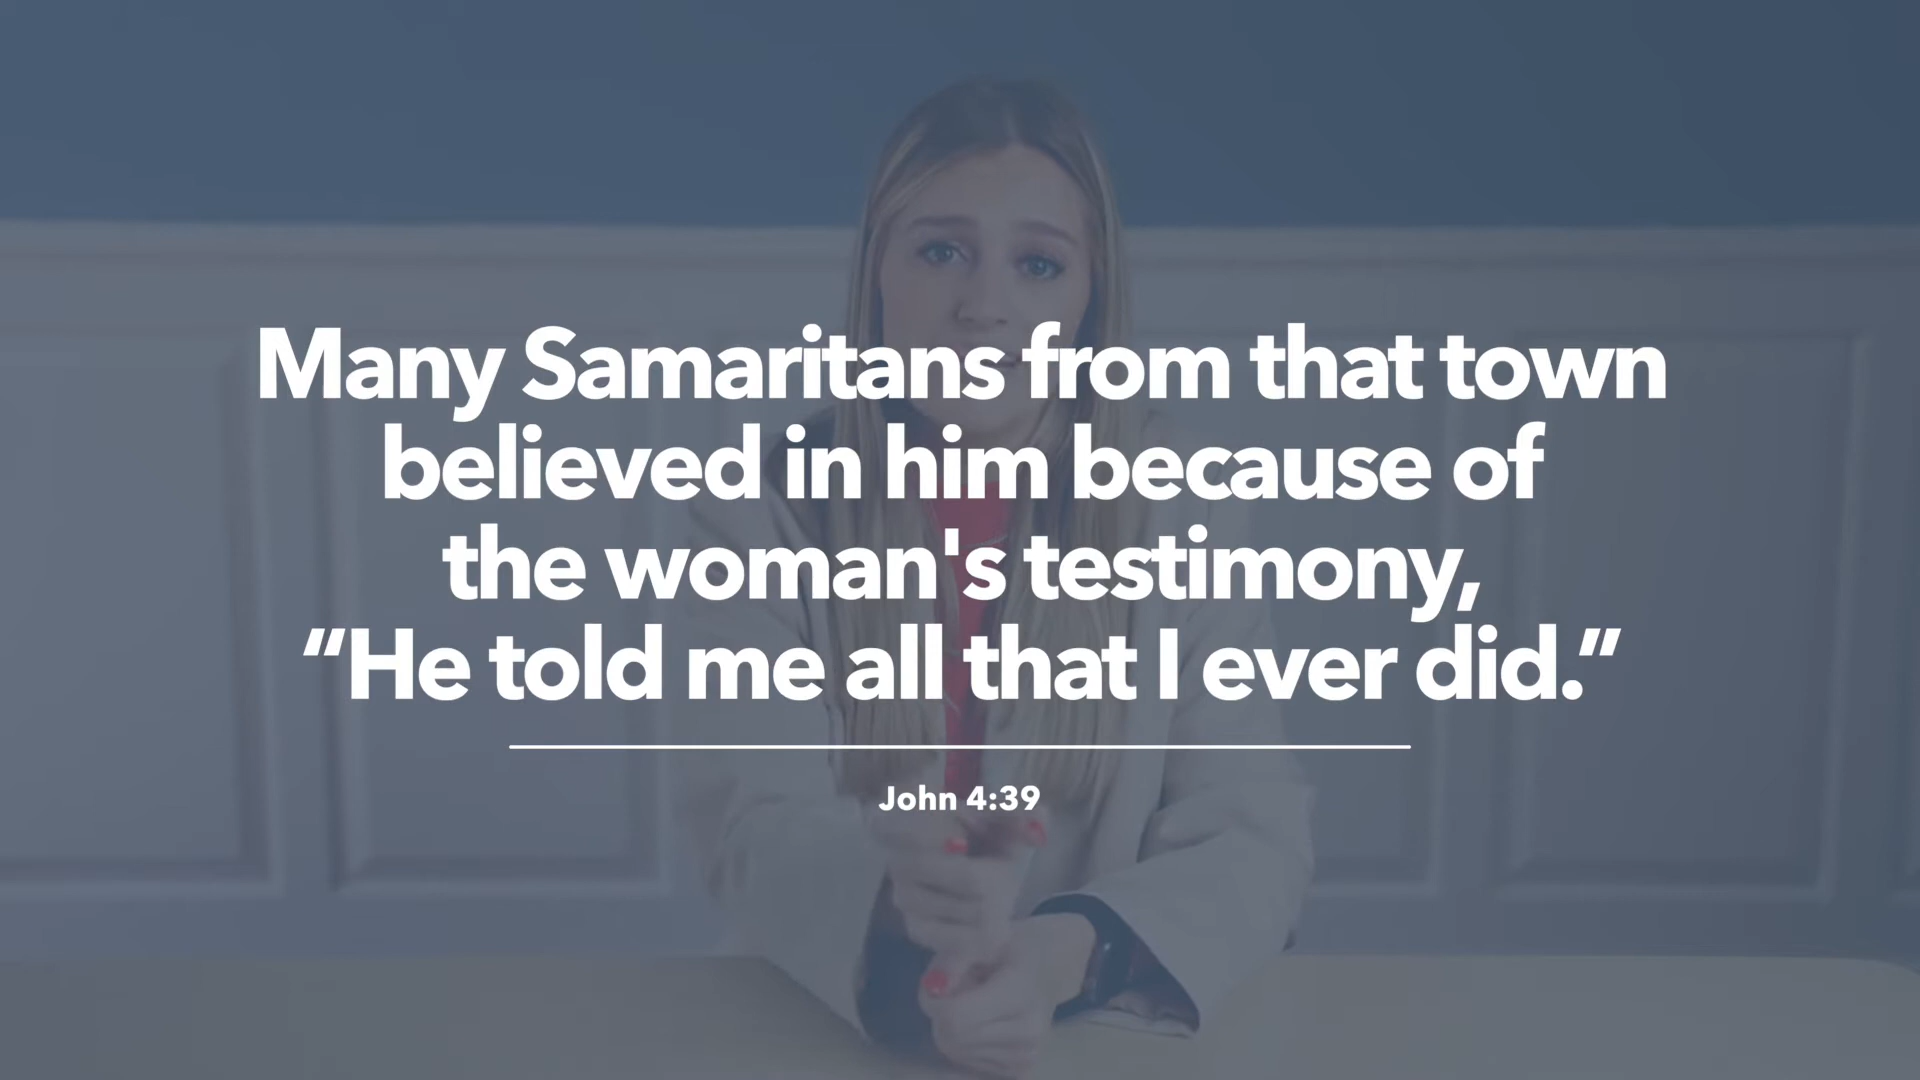 Many Samaritans from that town
believed in him because of
the woman's testimony,
“He told me all that I ever did.”
John 4:39